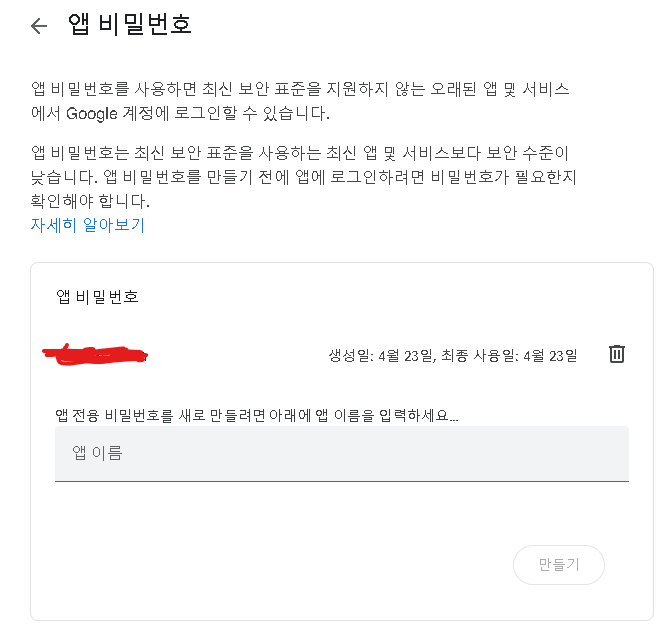 앱 비밀번호
앱 비밀번호를 사용하면 최신 보안 표준을 지원하지 않는 오래된 앱 및 서비스
에서 Google 계정에 로그인할 수 있습니다.
앱 비밀번호는 최신 보안 표준을 사용하는 최신 앱 및 서비스보다 보안 수준이
낮습니다. 앱 비밀번호를 만들기 전에 앱에 로그인하려면 비밀번호가 필요한지
확인해야 합니다.
자세히 알아보기
앱 비밀번호
생성일: 4월 23일, 최종 사용일: 4월 23일
앱 전용 비밀번호를 새로 만들려면 아래에 앱 이름을 입력하세요...
앱 이름
만들기